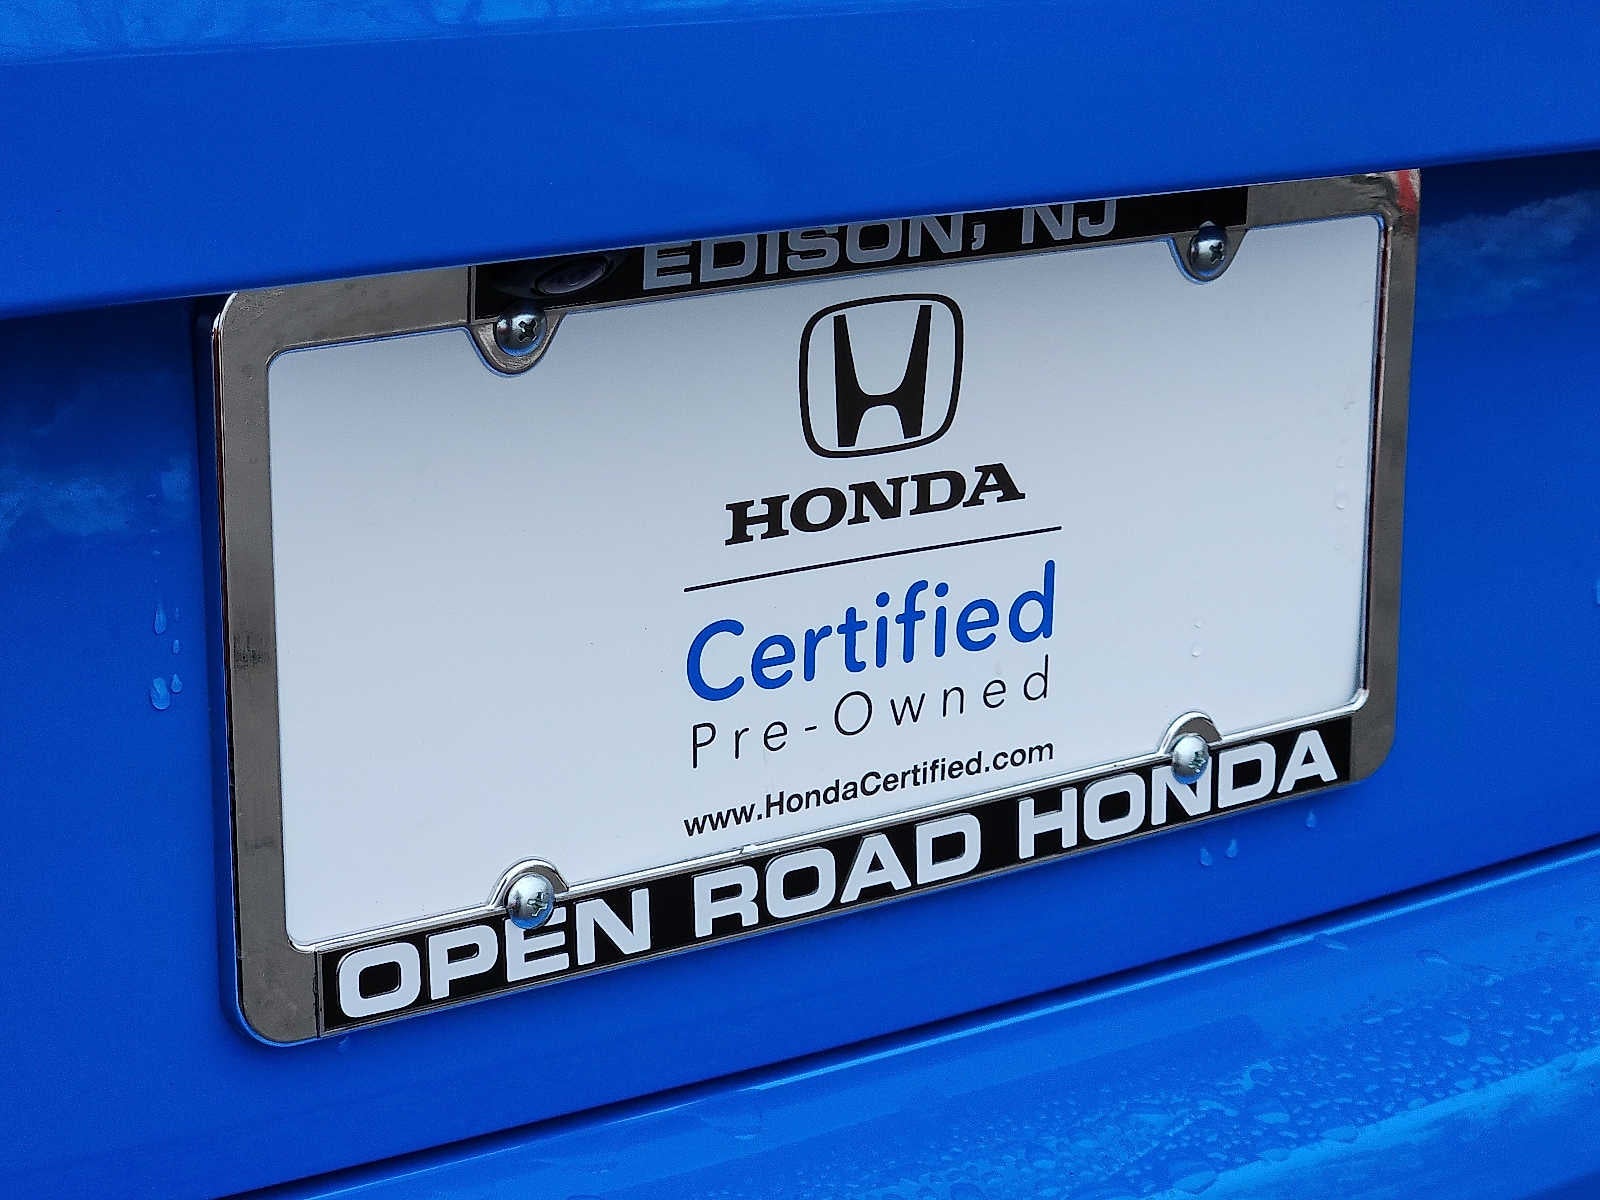 EDISON, NJ
HONDA
Certified
Pre-Owned
www.HondaCertified.com
OPEN ROAD HONDA